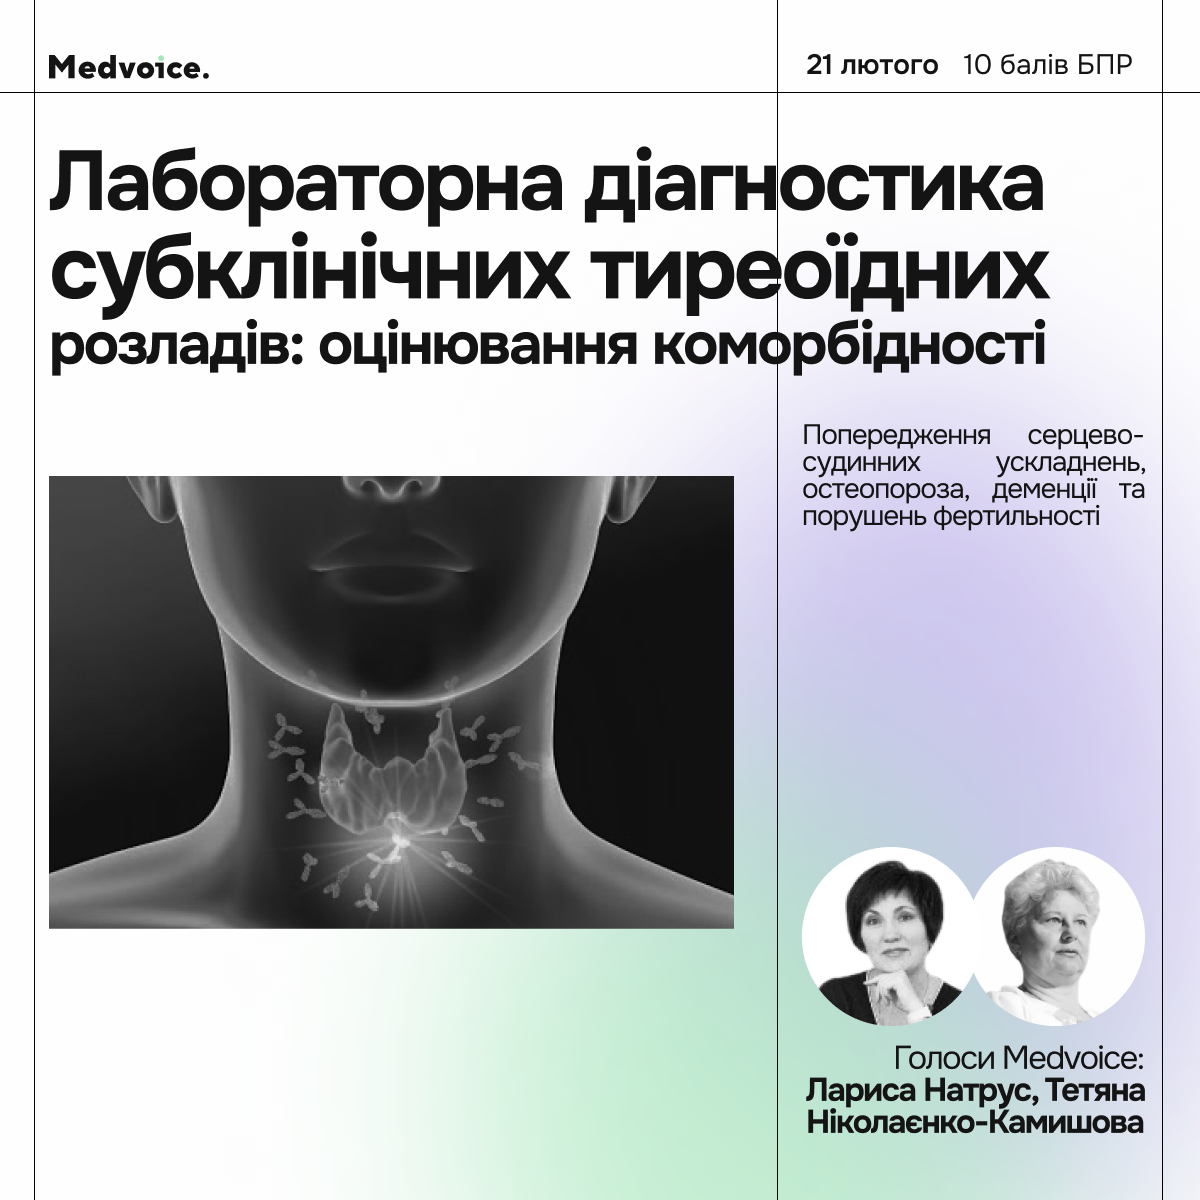 Medvoice.
21 лютого 10 балів БПР
Лабораторна діагностика
субклінічних тиреоїдних
розладів: оцінювання коморбідності
Попередження серцево-
судинних ускладнень,
остеопороза, деменції та
порушень фертильності
Голоси Medvoice:
Лариса Натрус, Тетяна
Ніколаєнко-Камишова